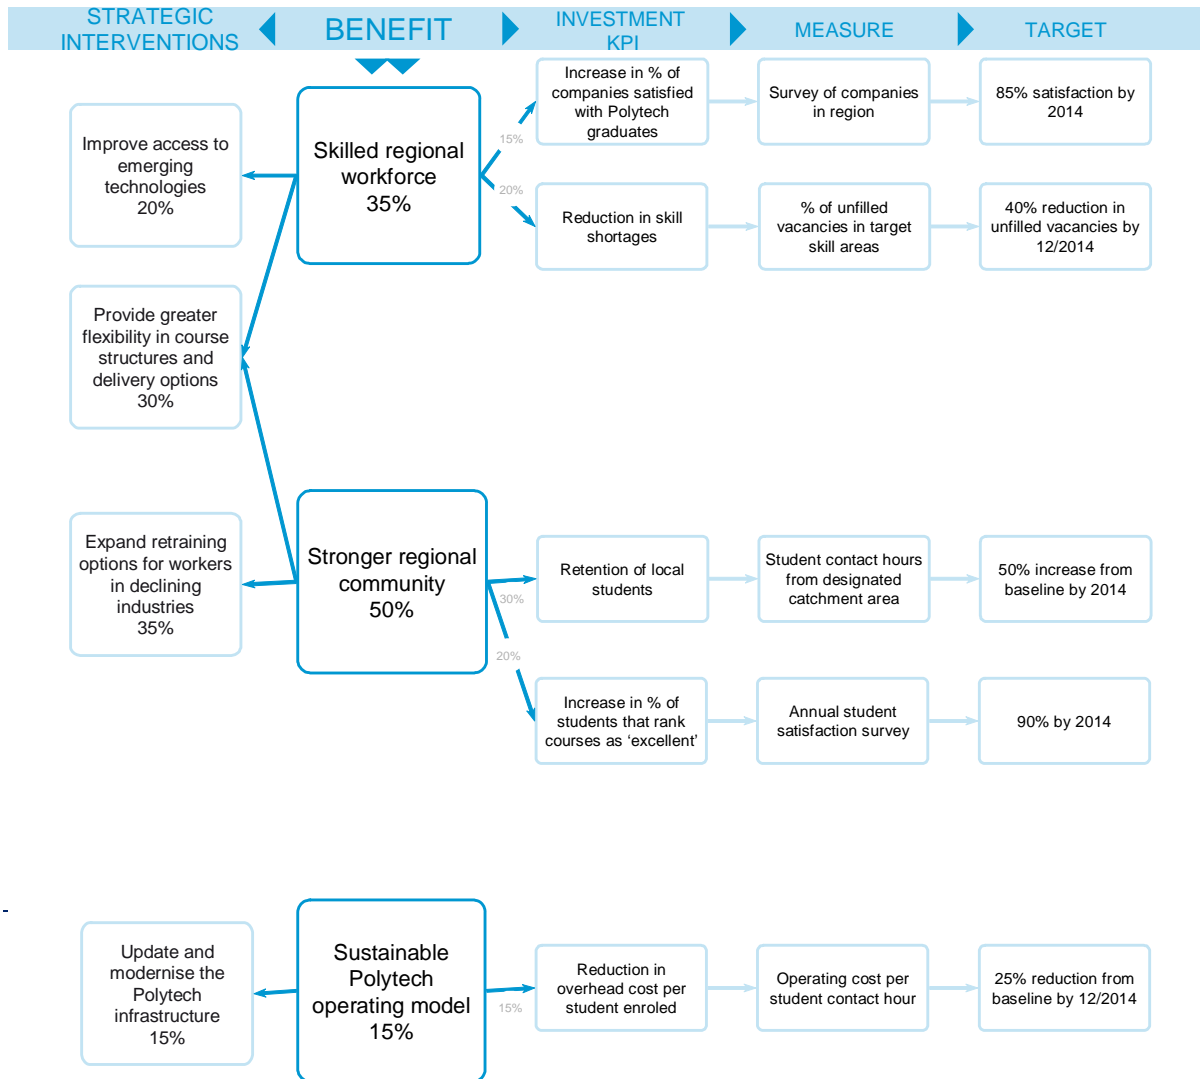 STRATEGIC
INTERVENTIONS
BENEFIT
INVESTMENT
KPI
MEASURE
TARGET
Improve access to
emerging
technologies
20%
Provide greater
flexibility in course
structures and
delivery options
30%
Skilled regional
workforce
35%
15%
20%
Increase in % of
companies satisfied
with Polytech
graduates
Survey of companies
in region
85% satisfaction by
2014
Reduction in skill
shortages
% of unfilled
vacancies in target
skill areas
40% reduction in
unfilled vacancies by
12/2014
Expand retraining
options for workers
in declining
industries
35%
Stronger regional
community
50%
30%
20%
Retention of local
students
Student contact hours
from designated
catchment area
50% increase from
baseline by 2014
Increase in % of
students that rank
courses as ‘excellent’
Annual student
satisfaction survey
90% by 2014
Update and
modernise the
Polytech
infrastructure
15%
Sustainable
Polytech
operating model
15%
15%
Reduction in
overhead cost per
student enroled
Operating cost per
student contact hour
25% reduction from
baseline by 12/2014